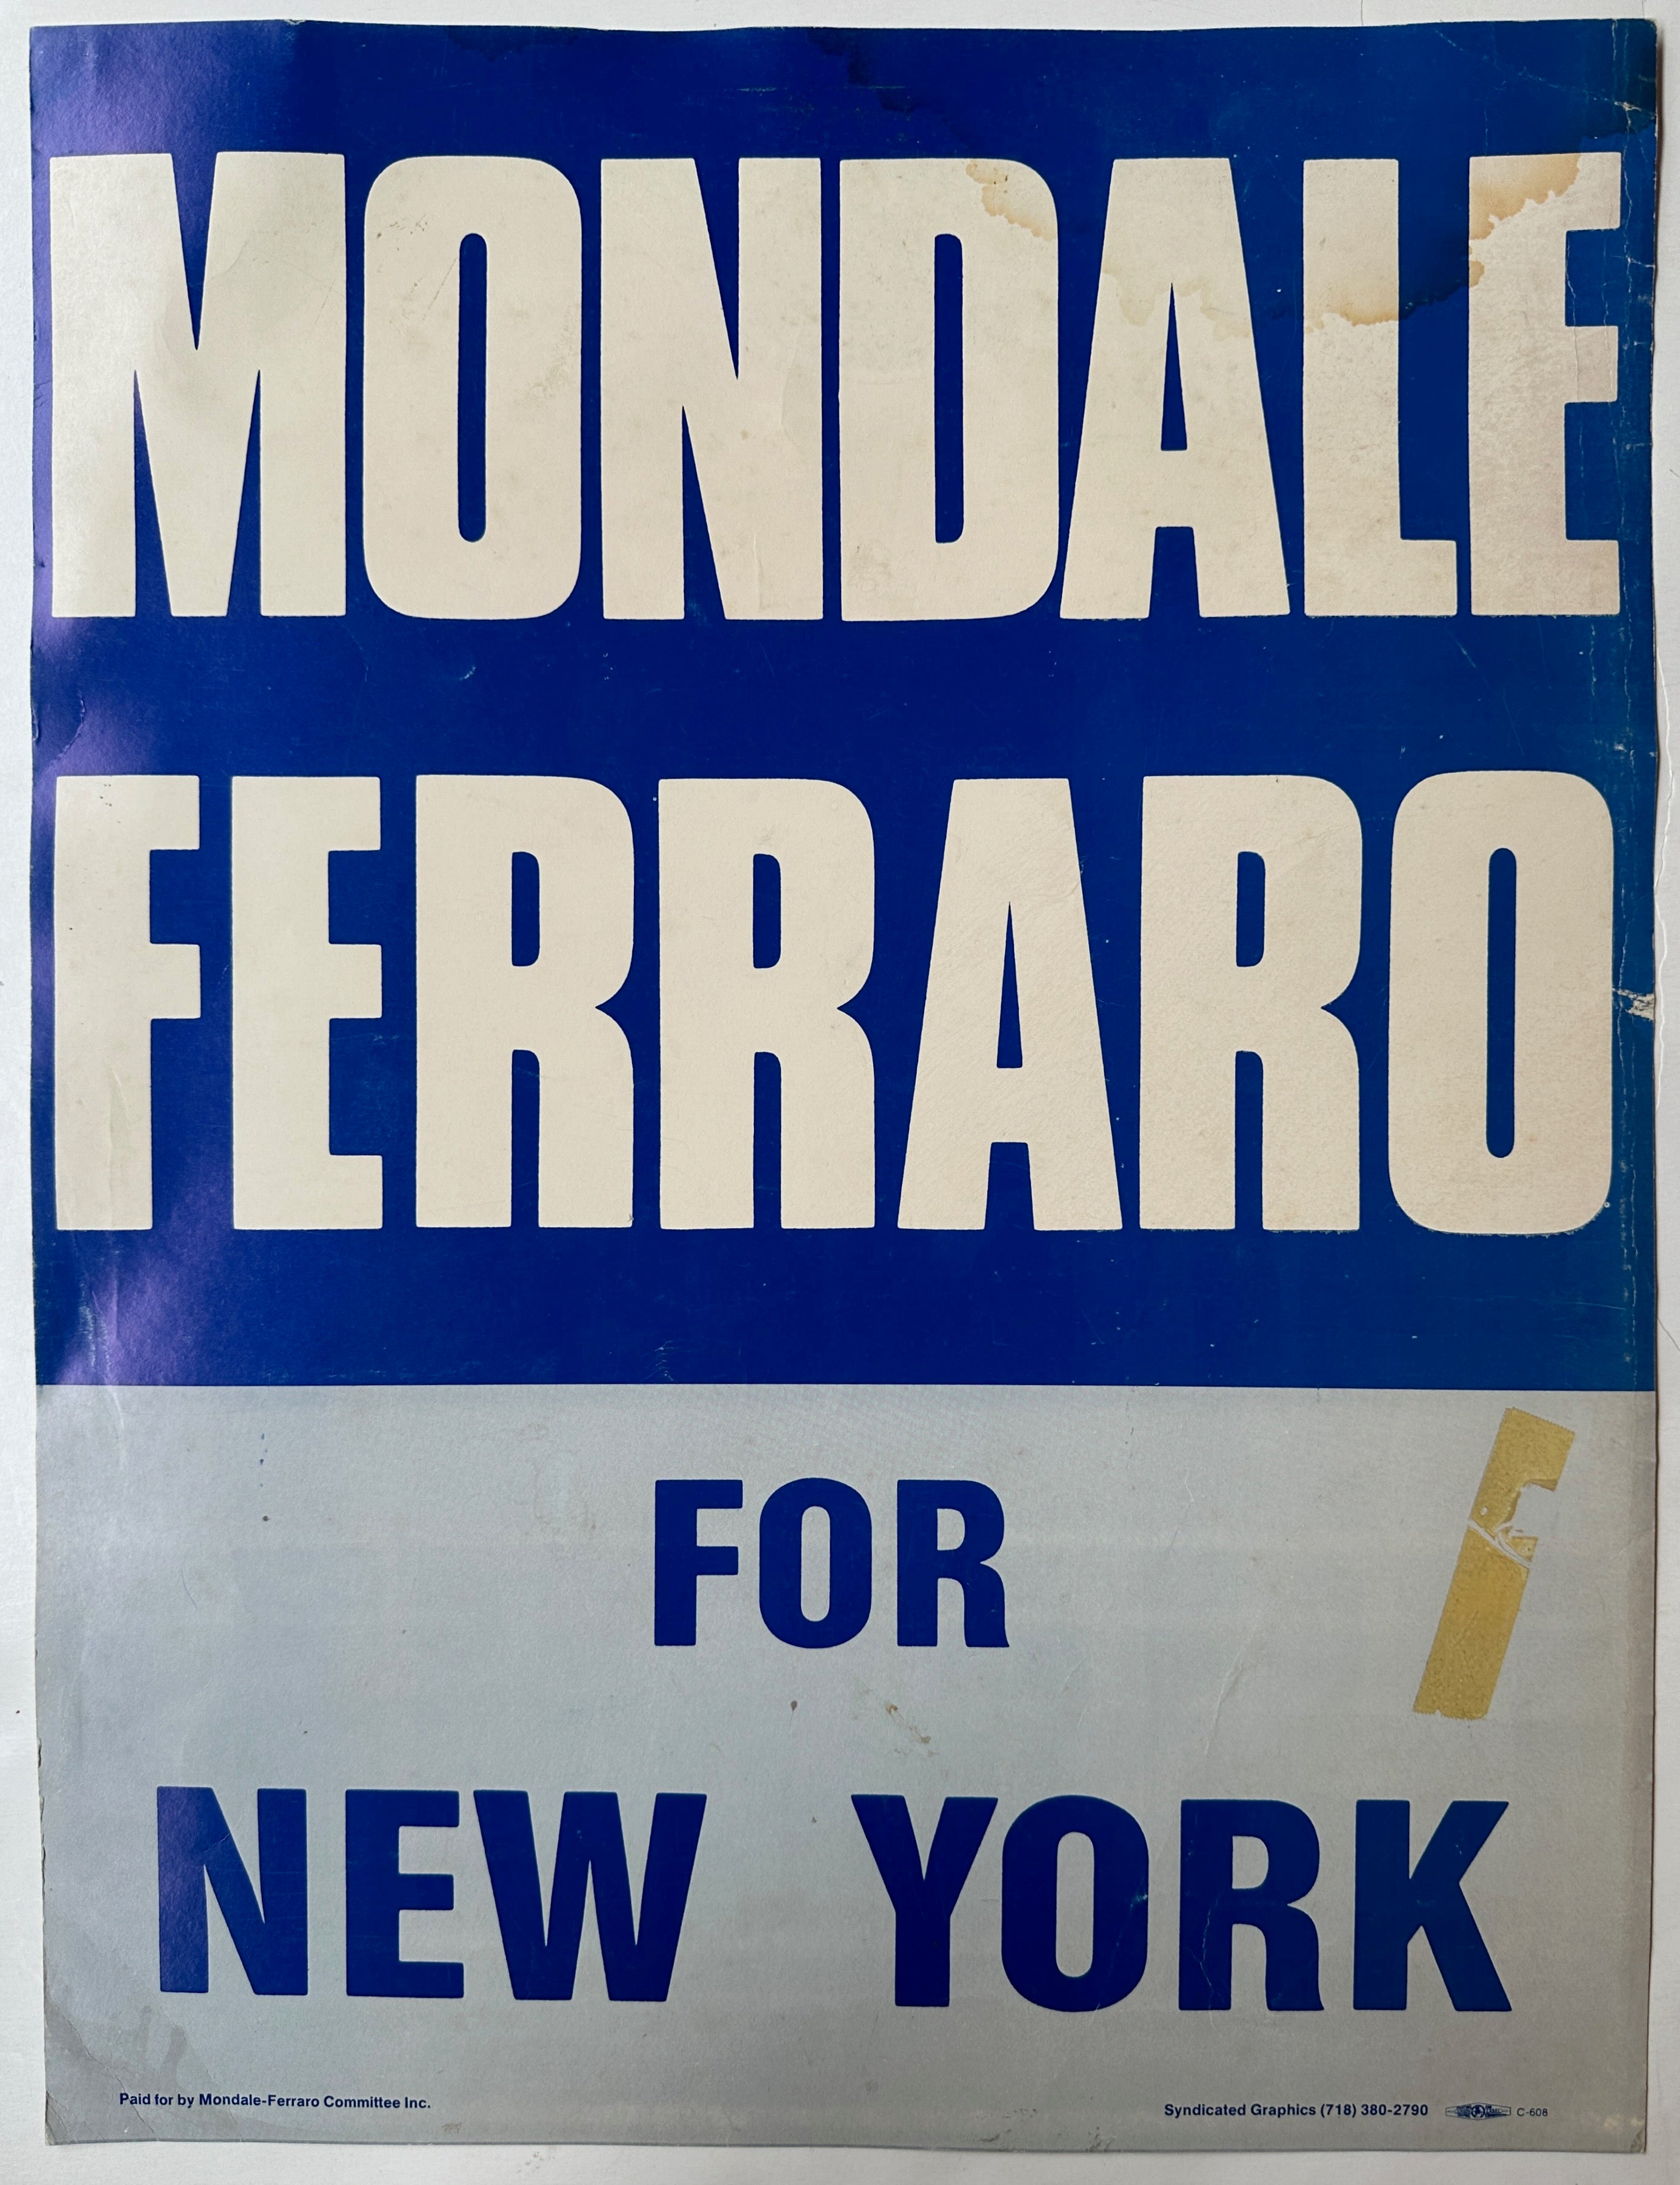 MONDALE
FERRARO
FOR
NEW YORK
Paid for by Mondale-Ferraro Committee Inc.
Syndicated Graphics (718) 380-2790 C-608